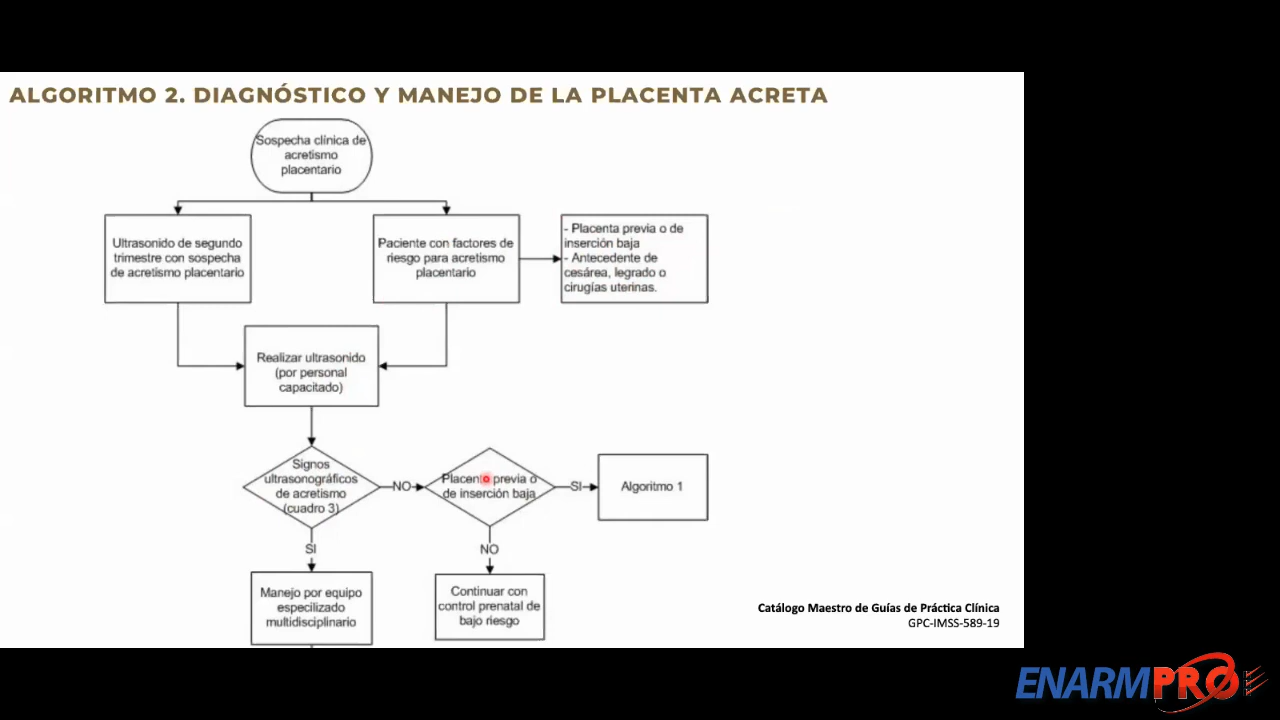 ALGORITMO 2. DIAGNÓSTICO Y MANEJO DE LA PLACENTA ACRETA
Sospecha clínica de
acretismo
placentario
Ultrasonido de segundo
trimestre con sospecha
de acretismo placentario
Paciente con factores de
riesgo para acretismo
placentario
- Placenta previa o de
inserción baja
- Antecedente de
cesárea, legrado o
cirugías uterinas.
Realizar ultrasonido
(por personal
capacitado)
Signos
ultrasonográficos
de acretismo
(cuadro 3)
NO
Placenta previa o
de inserción baja
SI
Algoritmo 1
SI
NO
Manejo por equipo
especilizado
multidisciplinario
Continuar con
control prenatal de
bajo riesgo
Catálogo Maestro de Guías de Práctica Clínica
GPC-IMSS-589-19
ENARMPRO